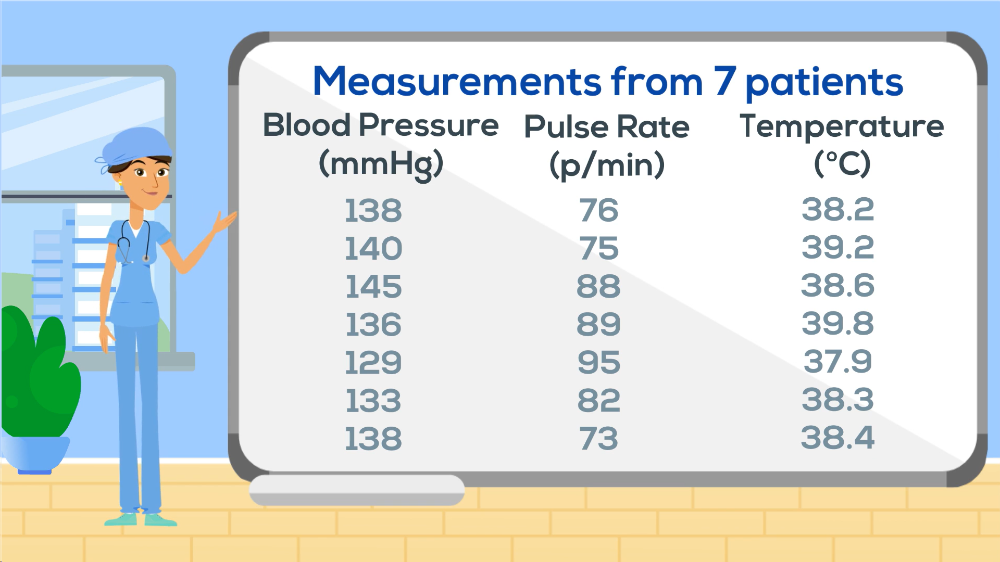 Measurements from 7 patients
Blood Pressure Pulse Rate Temperature
(mmHg) (p/min) (°C)
138 76 38.2
140 75 39.2
145 88 38.6
136 89 39.8
129 95 37.9
133 82 38.3
138 73 38.4